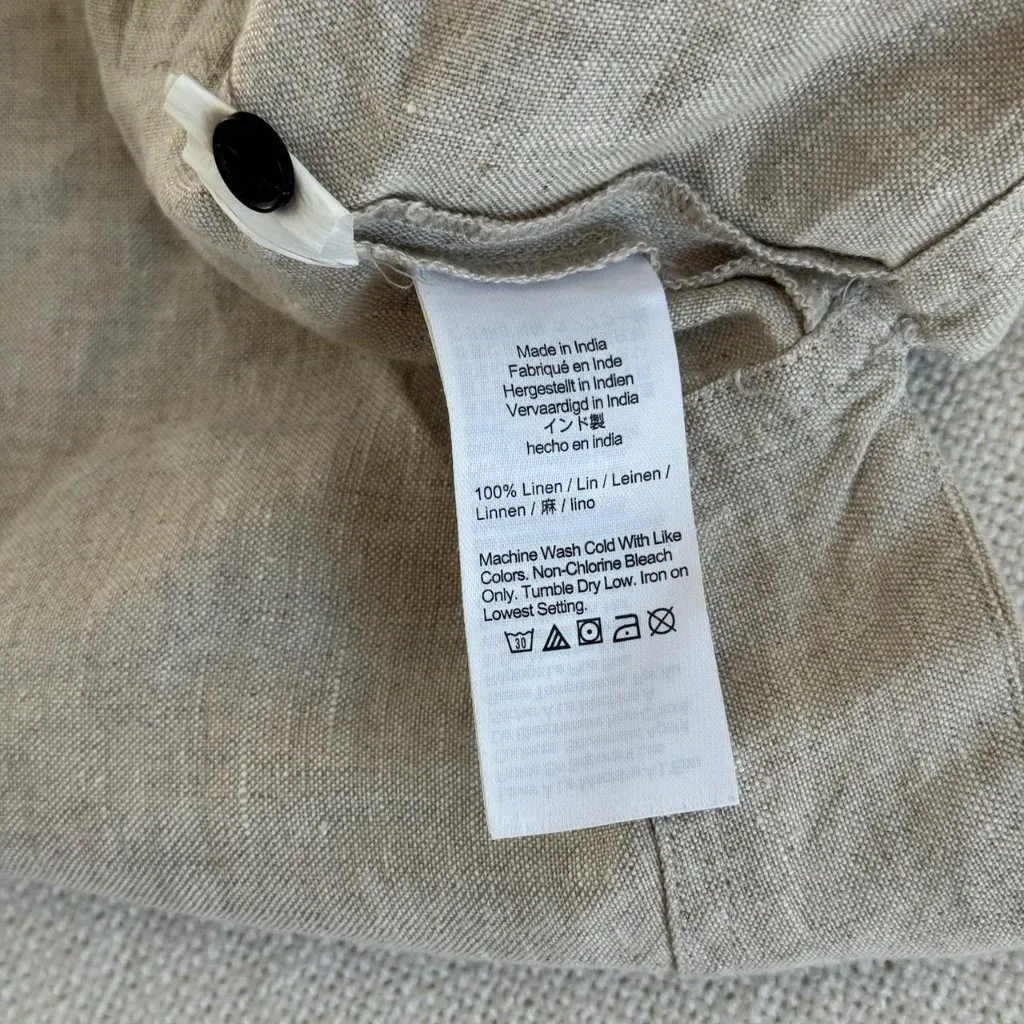 Made in India
Fabriqué en Inde
Hergestellt in Indien
Vervaardigd in India
インド製
hecho en india
100% Linen / Lin / Leinen /
Linnen / 麻 / lino
Machine Wash Cold With Like
Colors. Non-Chlorine Bleach
Only. Tumble Dry Low. Iron on
Lowest Setting.
30